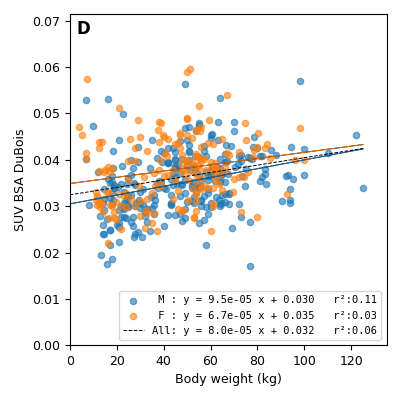 D
0.07
0.06
0.05
0.04
0.03
0.02
0.01
0.00
SUV BSA DuBois
M : y = 9.5e-05 x + 0.030 r²:0.11
F : y = 6.7e-05 x + 0.035 r²:0.03
All: y = 8.0e-05 x + 0.032 r²:0.06
0 20 40 60 80 100 120
Body weight (kg)